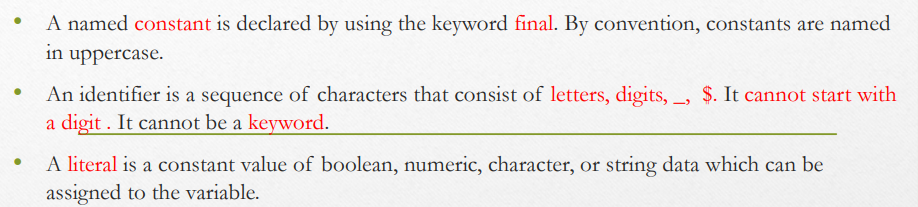 • A named constant is declared by using the keyword final. By convention, constants are named
in uppercase.
• An identifier is a sequence of characters that consist of letters, digits, _, $. It cannot start with
a digit . It cannot be a keyword.
• A literal is a constant value of boolean, numeric, character, or string data which can be
assigned to the variable.